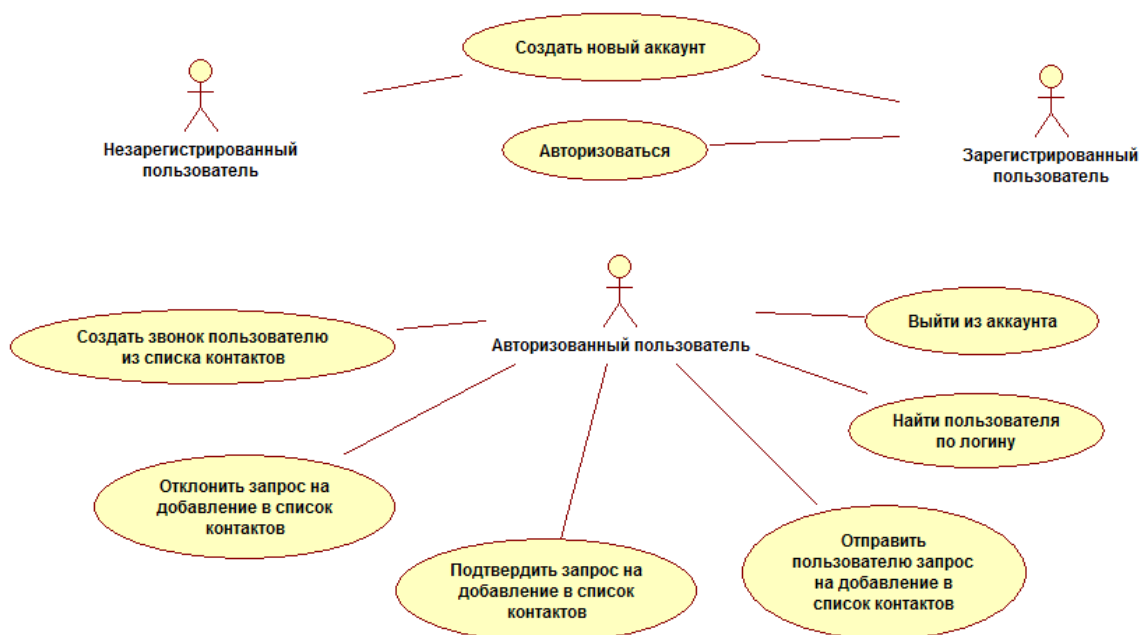 Создать новый аккаунт
Незарегистрированный
пользователь
Авторизоваться
Зарегистрированный
пользователь
Создать звонок пользователю
из списка контактов
Авторизованный пользователь
Выйти из аккаунта
Найти пользователя
по логину
Отклонить запрос на
добавление в список
контактов
Подтвердить запрос на
добавление в список
контактов
Отправить
пользователю запрос
на добавление в
список контактов